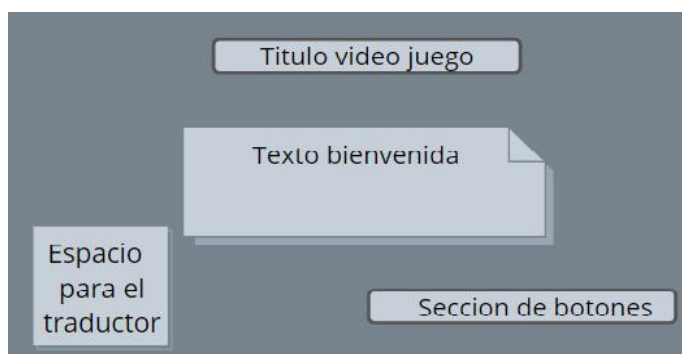 Titulo video juego
Texto bienvenida
Espacio
para el
traductor
Seccion de botones